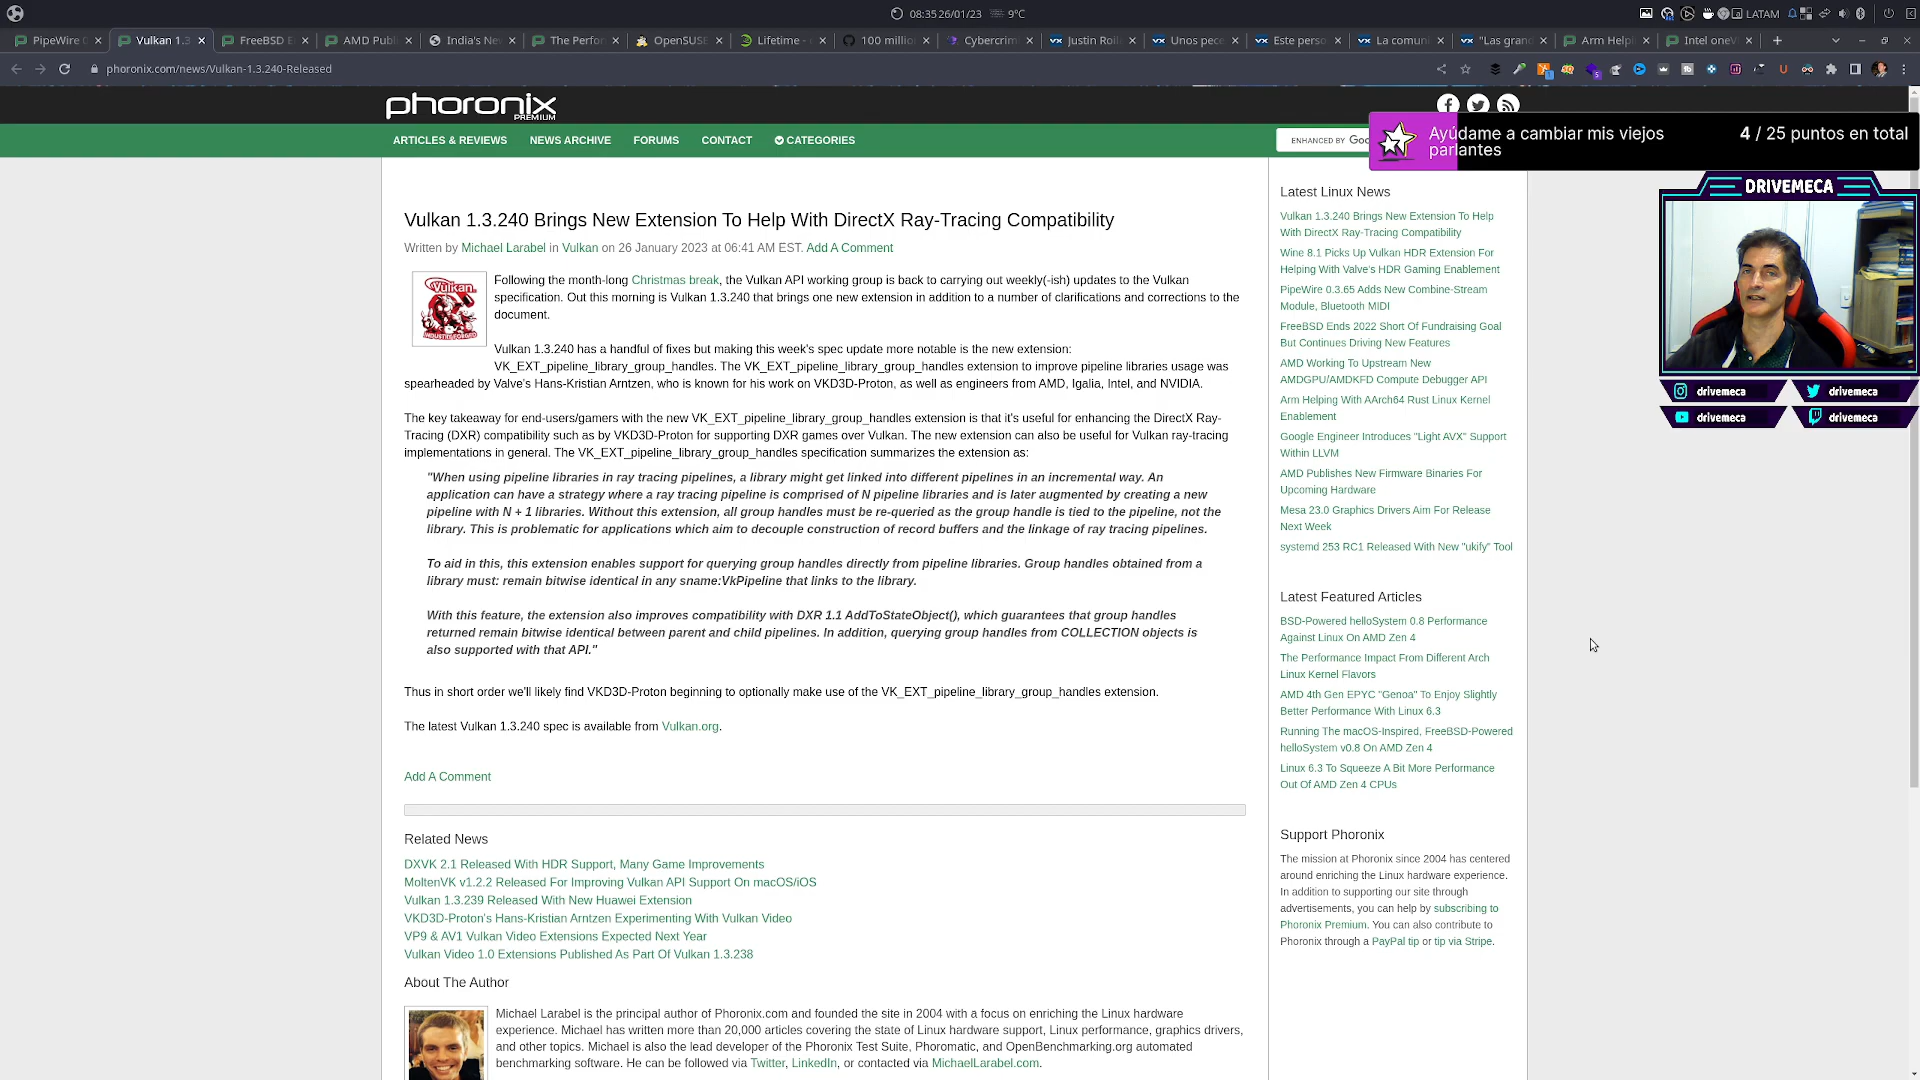 08:35 26/01/23 9°C
LATAM
PipeWire 0
Vulkan 1.3
FreeBSD E
AMD Publ
India's Nev
The Perfor
OpenSUSE
Lifetime -
100 millio
Cybercrim
Justin Roil
Unos pece
Este perso
La comuni
"Las grand
Arm Helpi
Intel oneV
phoronix.com/news/Vulkan-1.3.240-Released
phoronix
PREMIUM
ARTICLES & REVIEWS NEWS ARCHIVE FORUMS CONTACT CATEGORIES
ENHANCED BY Goo
Ayúdame a cambiar mis viejos parlantes
4 / 25 puntos en total
DRIVEMECA
drivemeca drivemeca
drivemeca drivemeca
Vulkan 1.3.240 Brings New Extension To Help With DirectX Ray-Tracing Compatibility
Written by Michael Larabel in Vulkan on 26 January 2023 at 06:41 AM EST. Add A Comment
Vulkan
INDUSTRY FORGED
Following the month-long Christmas break, the Vulkan API working group is back to carrying out weekly(-ish) updates to the Vulkan
specification. Out this morning is Vulkan 1.3.240 that brings one new extension in addition to a number of clarifications and corrections to the
document.
Vulkan 1.3.240 has a handful of fixes but making this week's spec update more notable is the new extension:
VK_EXT_pipeline_library_group_handles. The VK_EXT_pipeline_library_group_handles extension to improve pipeline libraries usage was
spearheaded by Valve's Hans-Kristian Arntzen, who is known for his work on VKD3D-Proton, as well as engineers from AMD, Igalia, Intel, and NVIDIA.
The key takeaway for end-users/gamers with the new VK_EXT_pipeline_library_group_handles extension is that it's useful for enhancing the DirectX Ray-
Tracing (DXR) compatibility such as by VKD3D-Proton for supporting DXR games over Vulkan. The new extension can also be useful for Vulkan ray-tracing
implementations in general. The VK_EXT_pipeline_library_group_handles specification summarizes the extension as:
"When using pipeline libraries in ray tracing pipelines, a library might get linked into different pipelines in an incremental way. An
application can have a strategy where a ray tracing pipeline is comprised of N pipeline libraries and is later augmented by creating a new
pipeline with N + 1 libraries. Without this extension, all group handles must be re-queried as the group handle is tied to the pipeline, not the
library. This is problematic for applications which aim to decouple construction of record buffers and the linkage of ray tracing pipelines.
To aid in this, this extension enables support for querying group handles directly from pipeline libraries. Group handles obtained from a
library must: remain bitwise identical in any sname:VkPipeline that links to the library.
With this feature, the extension also improves compatibility with DXR 1.1 AddToStateObject(), which guarantees that group handles
returned remain bitwise identical between parent and child pipelines. In addition, querying group handles from COLLECTION objects is
also supported with that API."
Thus in short order we'll likely find VKD3D-Proton beginning to optionally make use of the VK_EXT_pipeline_library_group_handles extension.
The latest Vulkan 1.3.240 spec is available from Vulkan.org.
Add A Comment
Related News
DXVK 2.1 Released With HDR Support, Many Game Improvements
MoltenVK v1.2.2 Released For Improving Vulkan API Support On macOS/iOS
Vulkan 1.3.239 Released With New Huawei Extension
VKD3D-Proton's Hans-Kristian Arntzen Experimenting With Vulkan Video
VP9 & AV1 Vulkan Video Extensions Expected Next Year
Vulkan Video 1.0 Extensions Published As Part Of Vulkan 1.3.238
About The Author
Michael Larabel is the principal author of Phoronix.com and founded the site in 2004 with a focus on enriching the Linux hardware
experience. Michael has written more than 20,000 articles covering the state of Linux hardware support, Linux performance, graphics drivers,
and other topics. Michael is also the lead developer of the Phoronix Test Suite, Phoromatic, and OpenBenchmarking.org automated
benchmarking software. He can be followed via Twitter, LinkedIn, or contacted via MichaelLarabel.com.
Latest Linux News
Vulkan 1.3.240 Brings New Extension To Help
With DirectX Ray-Tracing Compatibility
Wine 8.1 Picks Up Vulkan HDR Extension For
Helping With Valve's HDR Gaming Enablement
PipeWire 0.3.65 Adds New Combine-Stream
Module, Bluetooth MIDI
FreeBSD Ends 2022 Short Of Fundraising Goal
But Continues Driving New Features
AMD Working To Upstream New
AMDGPU/AMDKFD Compute Debugger API
Arm Helping With AArch64 Rust Linux Kernel
Enablement
Google Engineer Introduces "Light AVX" Support
Within LLVM
AMD Publishes New Firmware Binaries For
Upcoming Hardware
Mesa 23.0 Graphics Drivers Aim For Release
Next Week
systemd 253 RC1 Released With New "ukify" Tool
Latest Featured Articles
BSD-Powered helloSystem 0.8 Performance
Against Linux On AMD Zen 4
The Performance Impact From Different Arch
Linux Kernel Flavors
AMD 4th Gen EPYC "Genoa" To Enjoy Slightly
Better Performance With Linux 6.3
Running The macOS-Inspired, FreeBSD-Powered
helloSystem v0.8 On AMD Zen 4
Linux 6.3 To Squeeze A Bit More Performance
Out Of AMD Zen 4 CPUs
Support Phoronix
The mission at Phoronix since 2004 has centered
around enriching the Linux hardware experience.
In addition to supporting our site through
advertisements, you can help by subscribing to
Phoronix Premium. You can also contribute to
Phoronix through a PayPal tip or tip via Stripe.